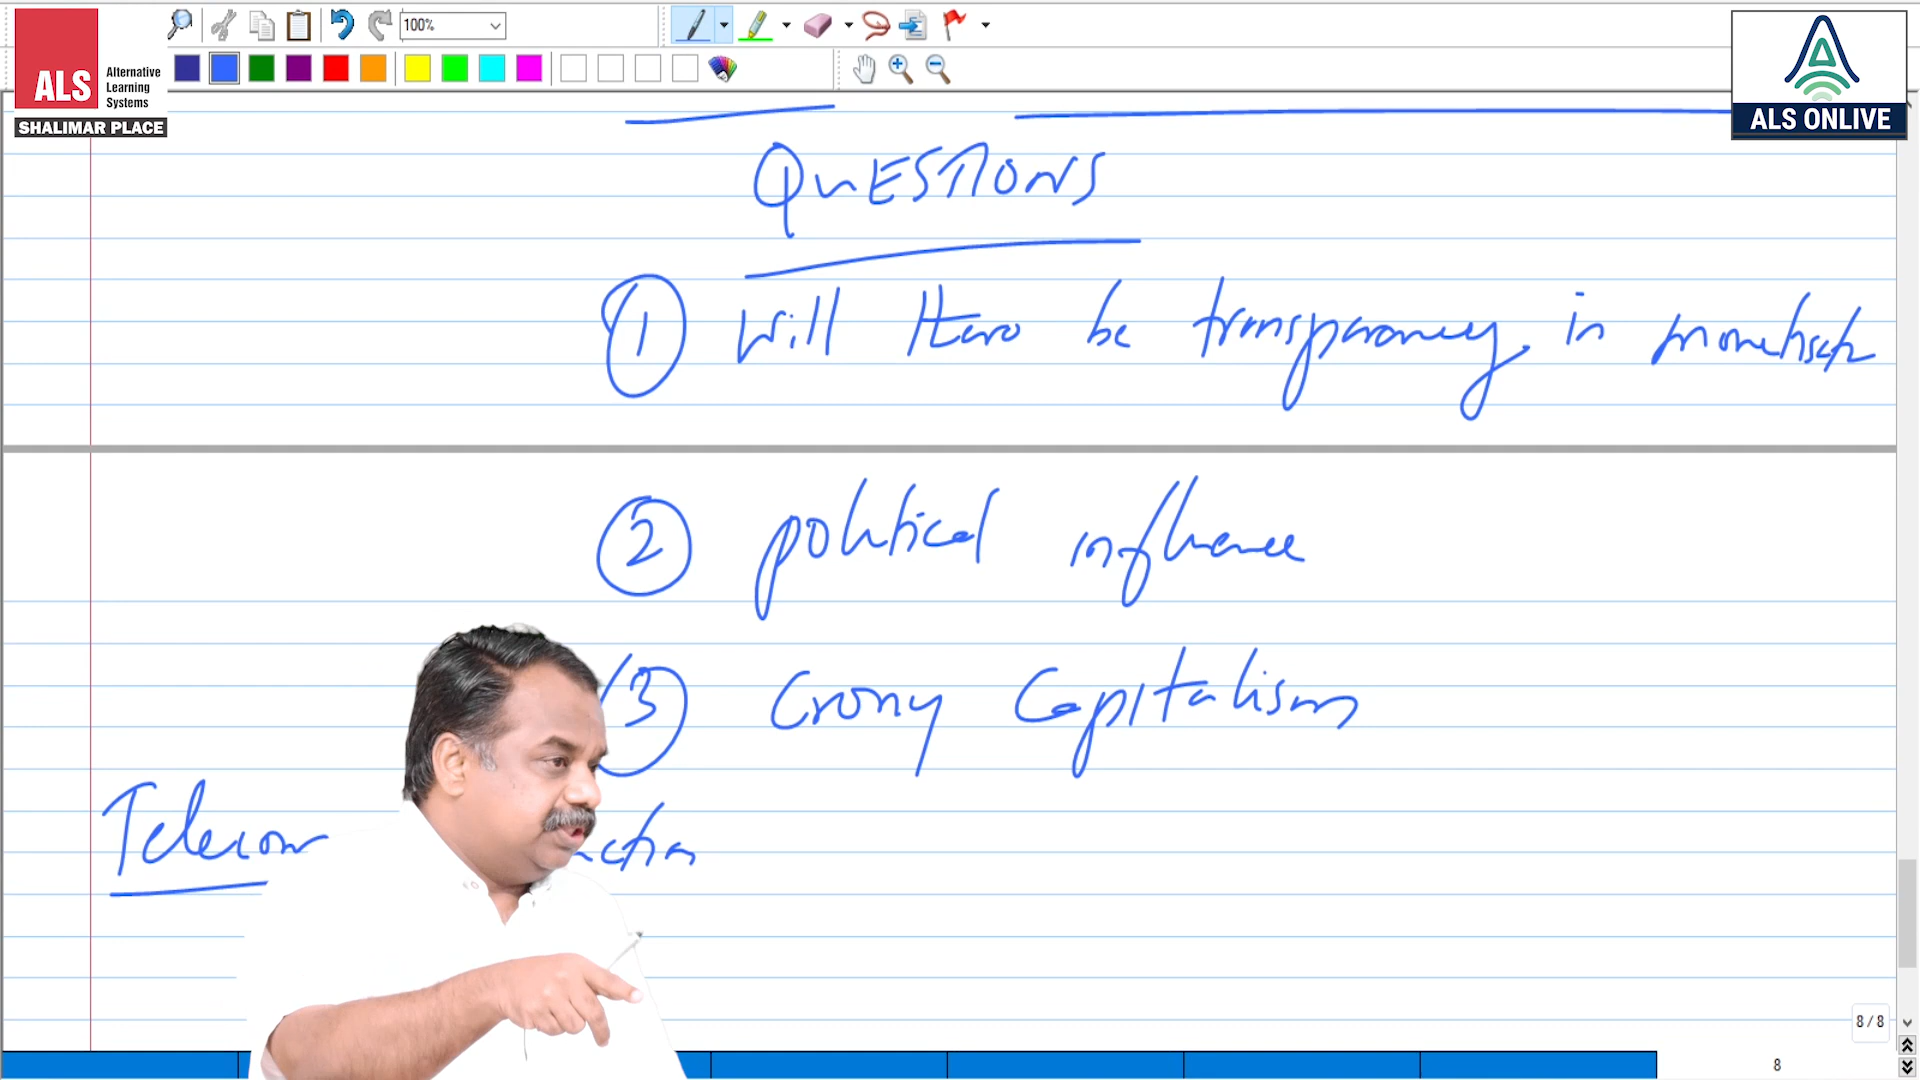 100%
ALS
Alternative
Learning
Systems
SHALIMAR PLACE
ALS ONLIVE
QUESTIONS
1 Will there be transparency in
2 political influence
3 Crony Capitalism
Telecom
8/8
8